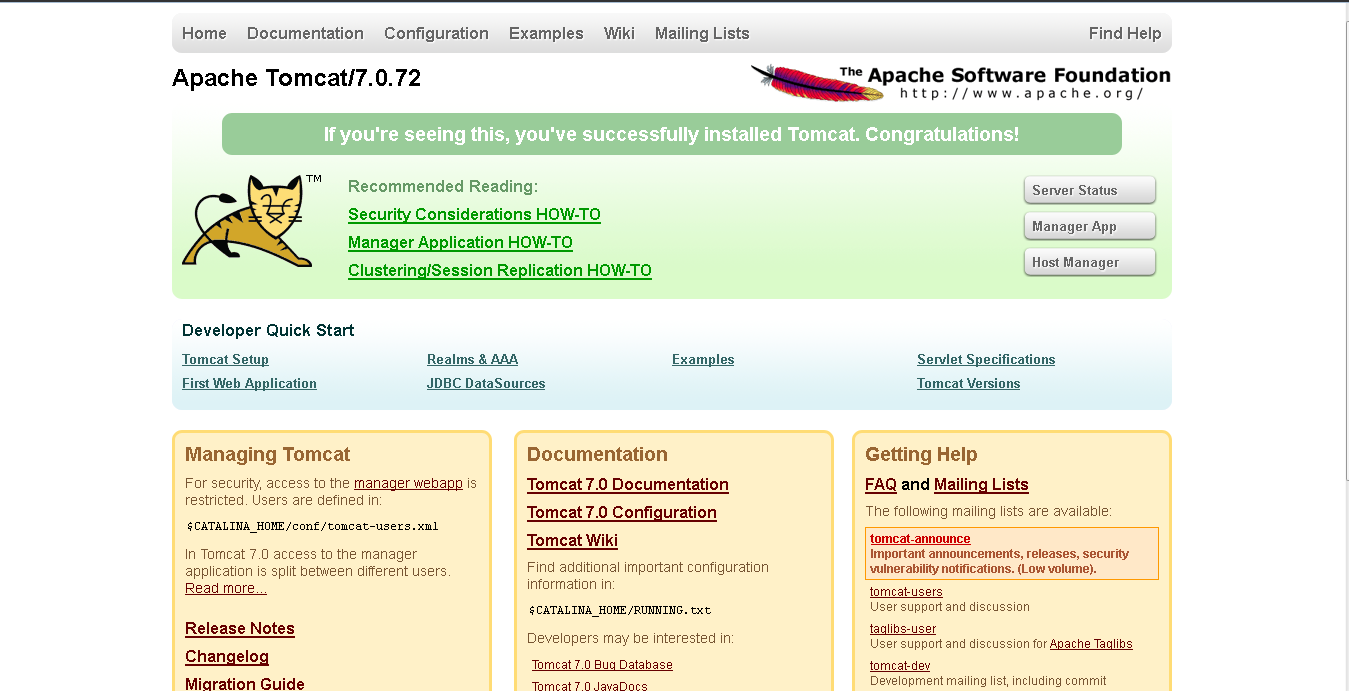 Home Documentation Configuration Examples Wiki Mailing Lists Find Help
Apache Tomcat/7.0.72
The Apache Software Foundation
http://www.apache.org/
If you're seeing this, you've successfully installed Tomcat. Congratulations!
TM
Recommended Reading:
Security Considerations HOW-TO
Manager Application HOW-TO
Clustering/Session Replication HOW-TO
Server Status
Manager App
Host Manager
Developer Quick Start
Tomcat Setup
First Web Application
Realms & AAA
JDBC DataSources
Examples
Servlet Specifications
Tomcat Versions
Managing Tomcat
For security, access to the manager webapp is
restricted. Users are defined in:
$CATALINA_HOME/conf/tomcat-users.xml
In Tomcat 7.0 access to the manager
application is split between different users.
Read more...
Release Notes
Changelog
Migration Guide
Documentation
Tomcat 7.0 Documentation
Tomcat 7.0 Configuration
Tomcat Wiki
Find additional important configuration
information in:
$CATALINA_HOME/RUNNING.txt
Developers may be interested in:
Tomcat 7.0 Bug Database
Tomcat 7.0 JavaDocs
Getting Help
FAQ and Mailing Lists
The following mailing lists are available:
tomcat-announce
Important announcements, releases, security
vulnerability notifications. (Low volume).
tomcat-users
User support and discussion
taglibs-user
User support and discussion for Apache Taglibs
tomcat-dev
Development mailing list, including commit